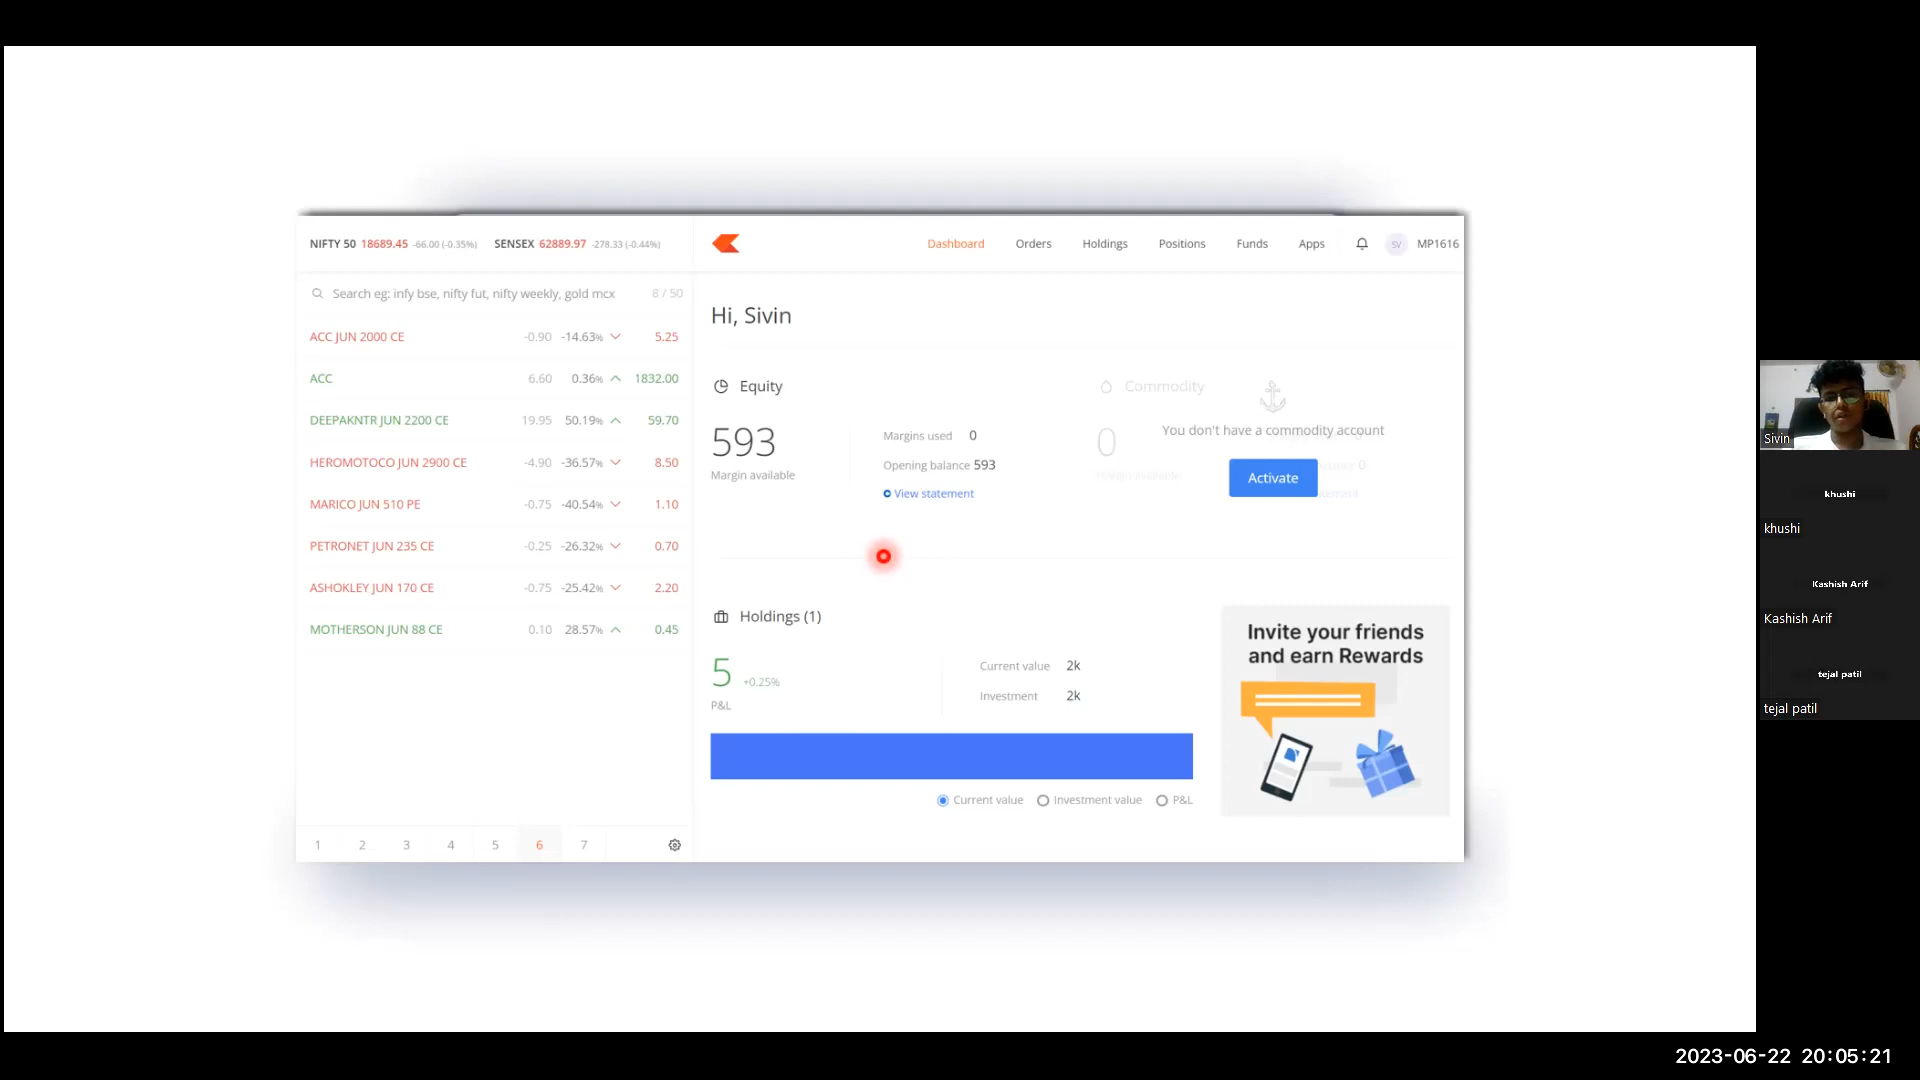 NIFTY 50 18689.45 -66.00 (-0.35%) SENSEX 62889.97 -278.33 (-0.44%)
Dashboard Orders Holdings Positions Funds Apps SV MP1616
Search eg: infy bse, nifty fut, nifty weekly, gold mcx 8 / 50
ACC JUN 2000 CE -0.90 -14.63% 5.25
ACC 6.60 0.36% 1832.00
DEEPAKNTR JUN 2200 CE 19.95 50.19% 59.70
HEROMOTOCO JUN 2900 CE -4.90 -36.57% 8.50
MARICO JUN 510 PE -0.75 -40.54% 1.10
PETRONET JUN 235 CE -0.25 -26.32% 0.70
ASHOKLEY JUN 170 CE -0.75 -25.42% 2.20
MOTHERSON JUN 88 CE 0.10 28.57% 0.45
1 2 3 4 5 6 7
Hi, Sivin
Equity
593
Margin available
Margins used 0
Opening balance 593
View statement
Commodity
0
Margin available
You don't have a commodity account
Activate
Holdings (1)
5 +0.25%
P&L
Current value 2k
Investment 2k
Current value Investment value P&L
Invite your friends
and earn Rewards
Sivin
khushi
khushi
Kashish Arif
Kashish Arif
tejal patil
tejal patil
2023-06-22 20:05:21